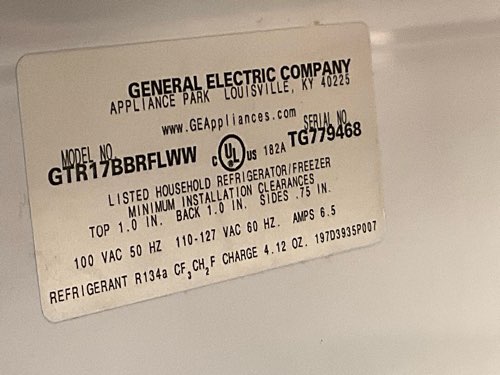 GENERAL ELECTRIC COMPANY
APPLIANCE PARK LOUISVILLE, KY 40225
www.GEAppliances.com
MODEL NO. SERIAL NO.
GTR17BBRFLWW C UL US 182A TG779468
LISTED HOUSEHOLD REFRIGERATOR/FREEZER
MINIMUM INSTALLATION CLEARANCES
TOP 1.0 IN. BACK 1.0 IN. SIDES .75 IN.
100 VAC 50 HZ 110-127 VAC 60 HZ. AMPS 6.5
REFRIGERANT R134a CF₃CH₂F CHARGE 4.12 OZ. 197D3935P007